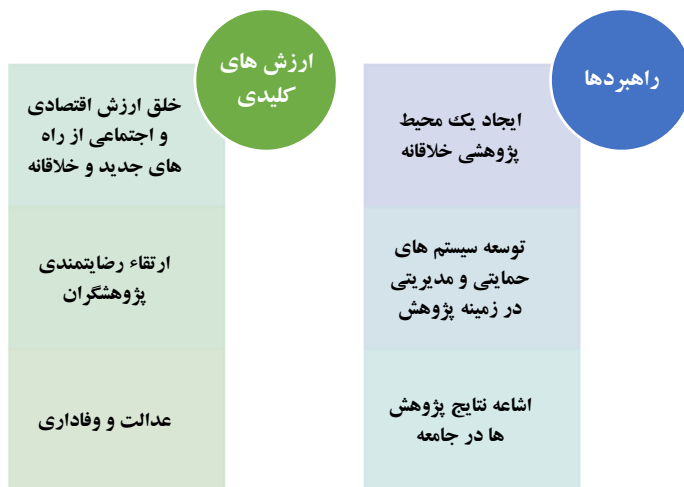 راهبردها
ایجاد یک محیط
پژوهشی خلاقانه
توسعه سیستم های
حمایتی و مدیریتی
در زمینه پژوهش
اشاعه نتایج پژوهش
ها در جامعه
ارزش های
کلیدی
خلق ارزش اقتصادی
و اجتماعی از راه
های جدید و خلاقانه
ارتقاء رضایتمندی
پژوهشگران
عدالت و وفاداری